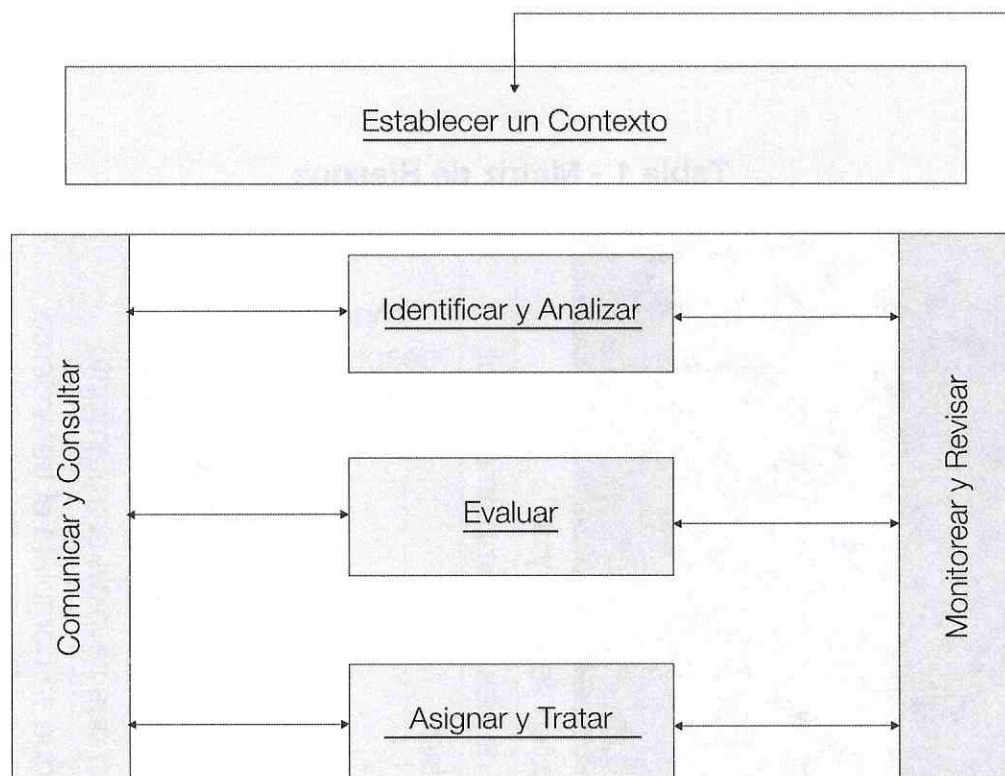 Establecer un Contexto
Comunicar y Consultar
Identificar y Analizar
Evaluar
Asignar y Tratar
Monitorear y Revisar